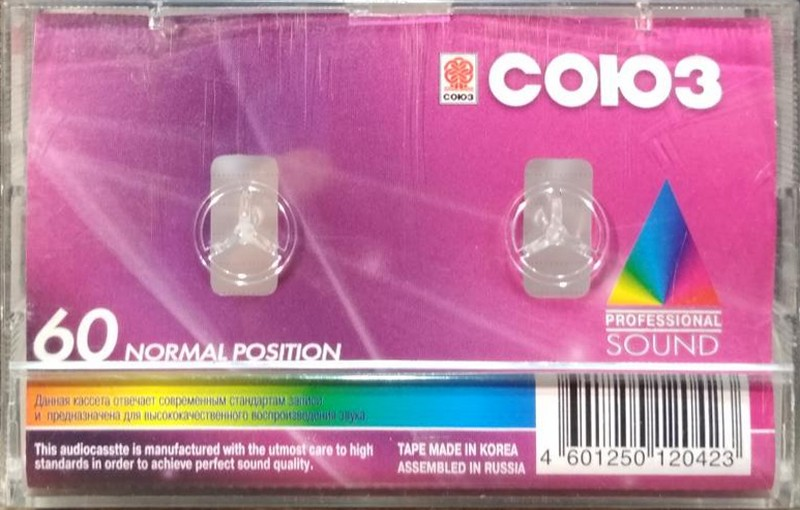 СОЮЗ
СОЮЗ
PROFESSIONAL
SOUND
60 NORMAL POSITION
Данная кассета отвечает современным стандартам записи
и предназначена для высококачественного воспроизведения звука.
This audiocasstte is manufactured with the utmost care to high
standards in order to achieve perfect sound quality.
TAPE MADE IN KOREA
ASSEMBLED IN RUSSIA
4 601250 120423